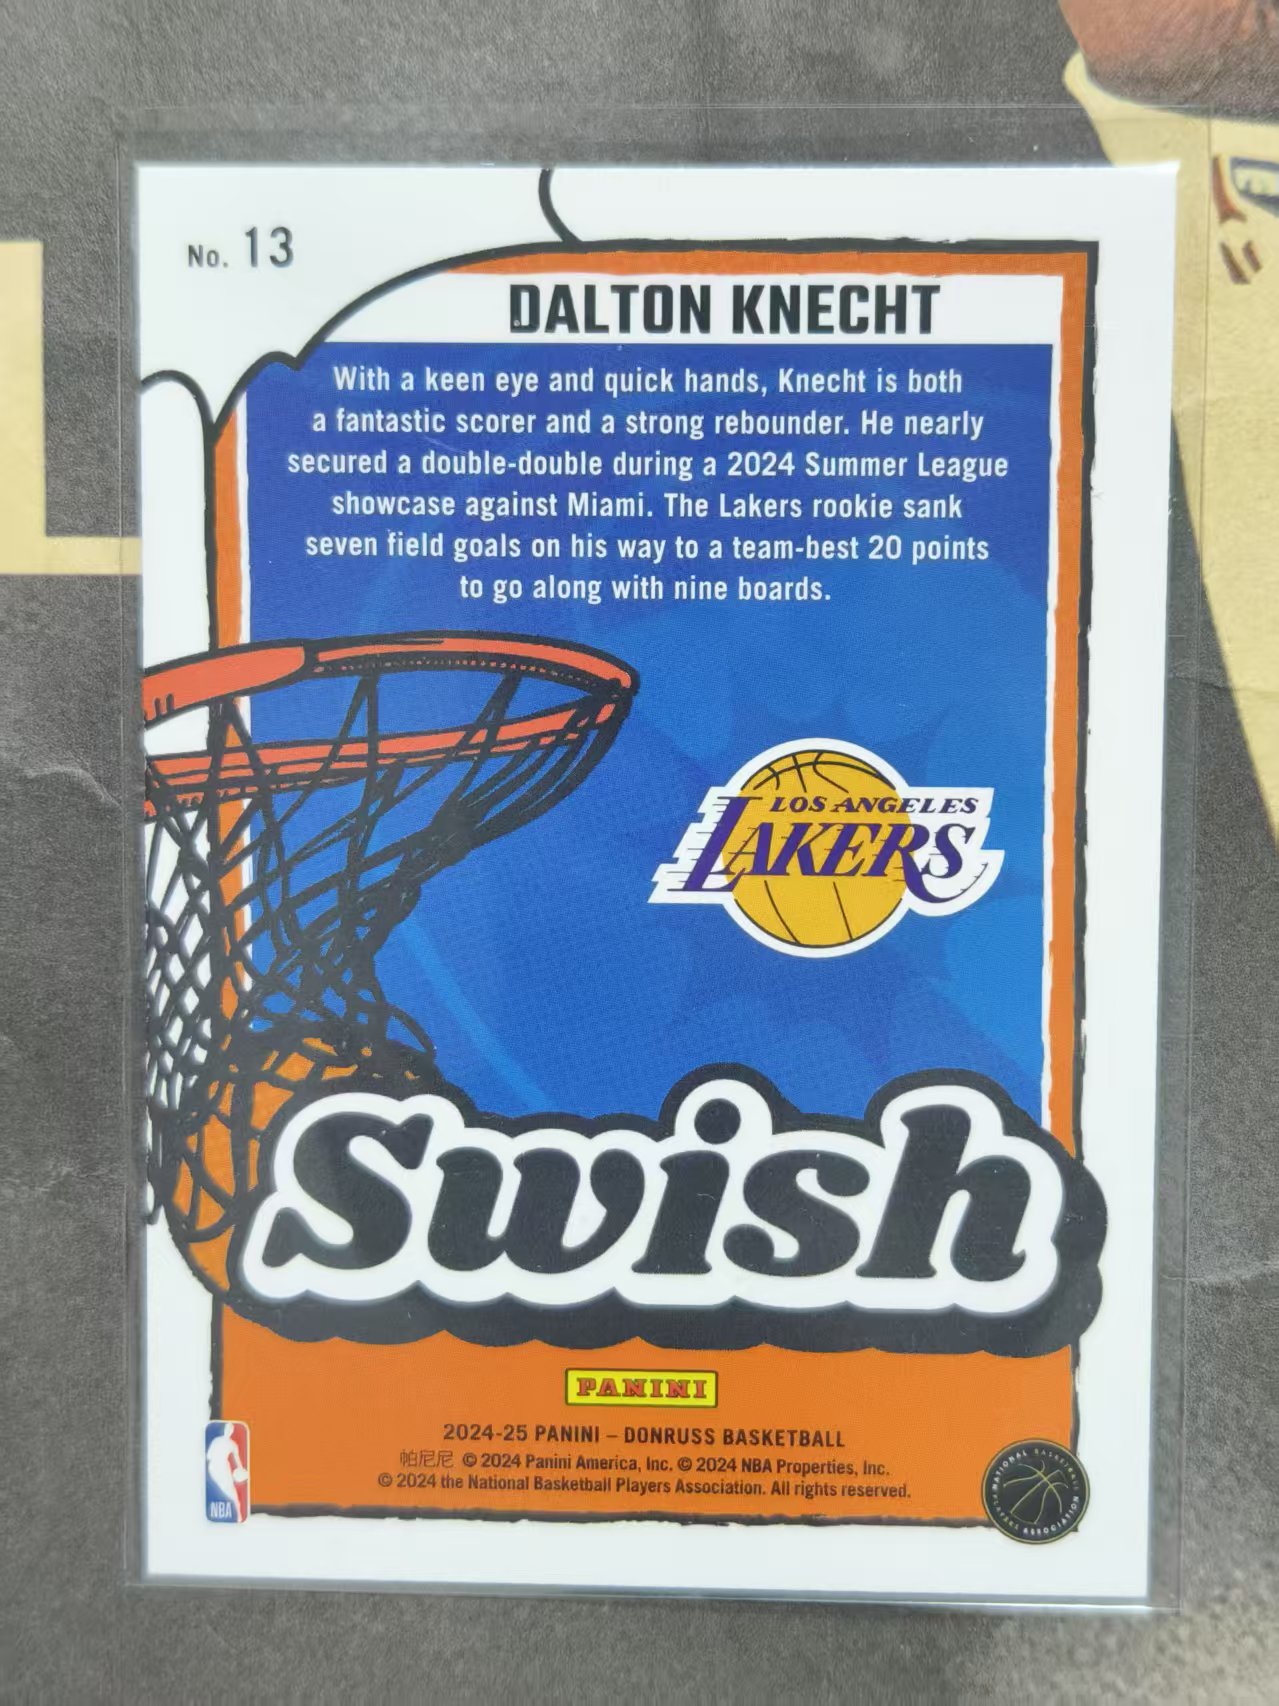 No. 13
DALTON KNECHT
With a keen eye and quick hands, Knecht is both
a fantastic scorer and a strong rebounder. He nearly
secured a double-double during a 2024 Summer League
showcase against Miami. The Lakers rookie sank
seven field goals on his way to a team-best 20 points
to go along with nine boards.
LOS ANGELES
LAKERS
Swish
PANINI
2024-25 PANINI – DONRUSS BASKETBALL
帕尼尼 © 2024 Panini America, Inc. © 2024 NBA Properties, Inc.
© 2024 the National Basketball Players Association. All rights reserved.
NBA
NATIONAL BASKETBALL
PLAYERS ASSOCIATION